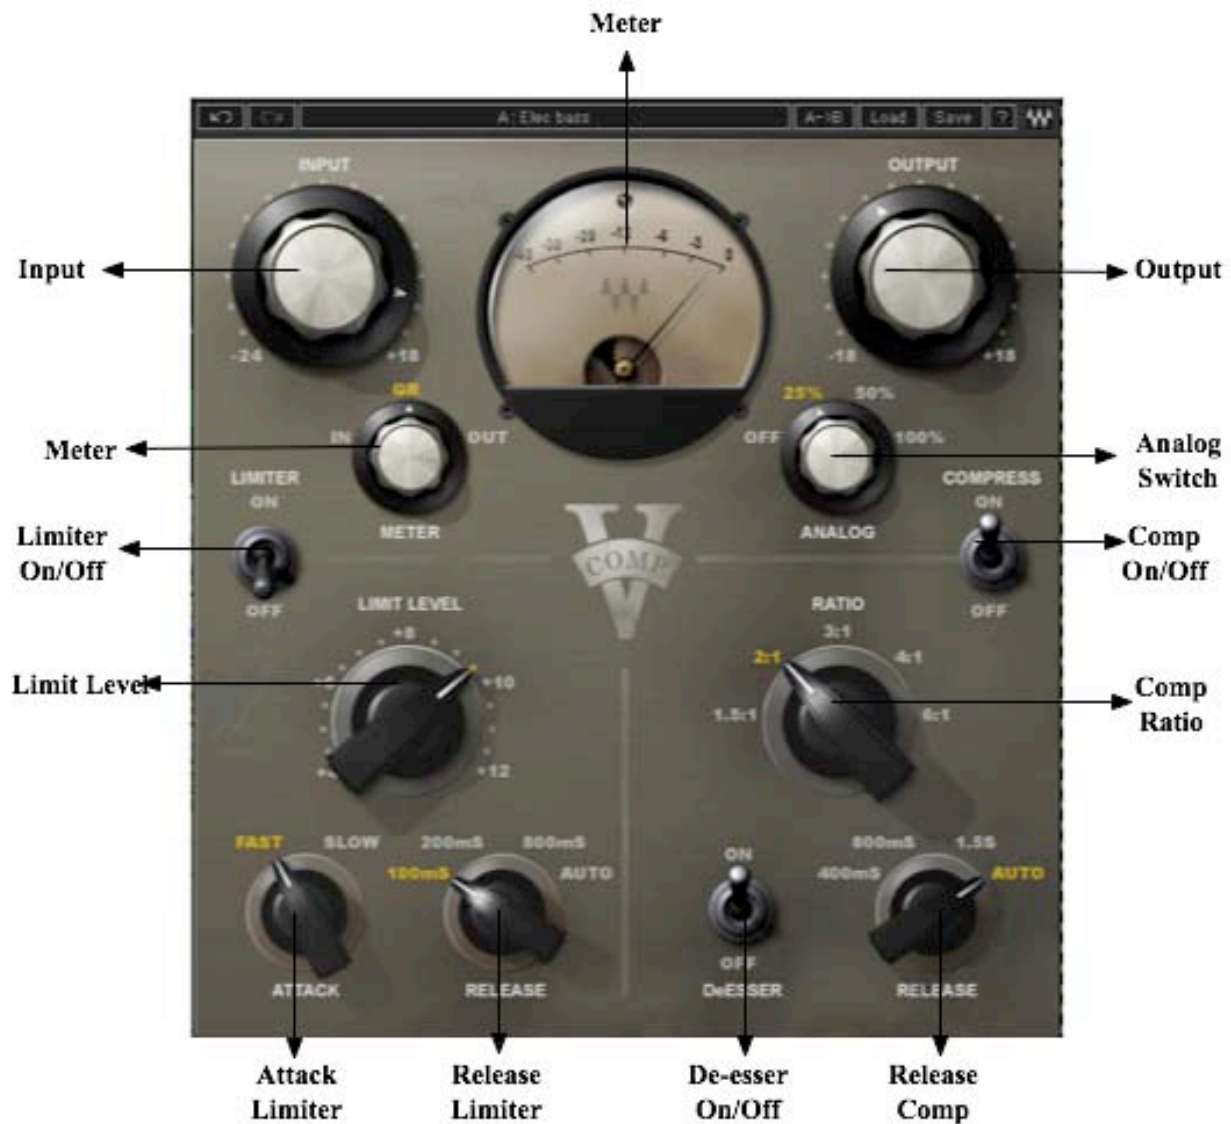 Meter
A: Elec bass
A->B
Load
Save
?
INPUT
OUTPUT
-12
-6
0
Input
Output
-24
+18
-18
+18
GR
25%
50%
IN
OUT
OFF
100%
Meter
Analog
Switch
LIMITER
COMPRESS
ON
ON
METER
ANALOG
V
COMP
Limiter
On/Off
Comp
On/Off
OFF
OFF
LIMIT LEVEL
RATIO
+8
3:1
2:1
4:1
+10
Limit Level
Comp
Ratio
1.5:1
6:1
+12
FAST
SLOW
200mS
800mS
ON
800mS
1.5S
100mS
AUTO
400mS
AUTO
OFF
ATTACK
RELEASE
DeESSER
RELEASE
Attack
Limiter
Release
Limiter
De-esser
On/Off
Release
Comp